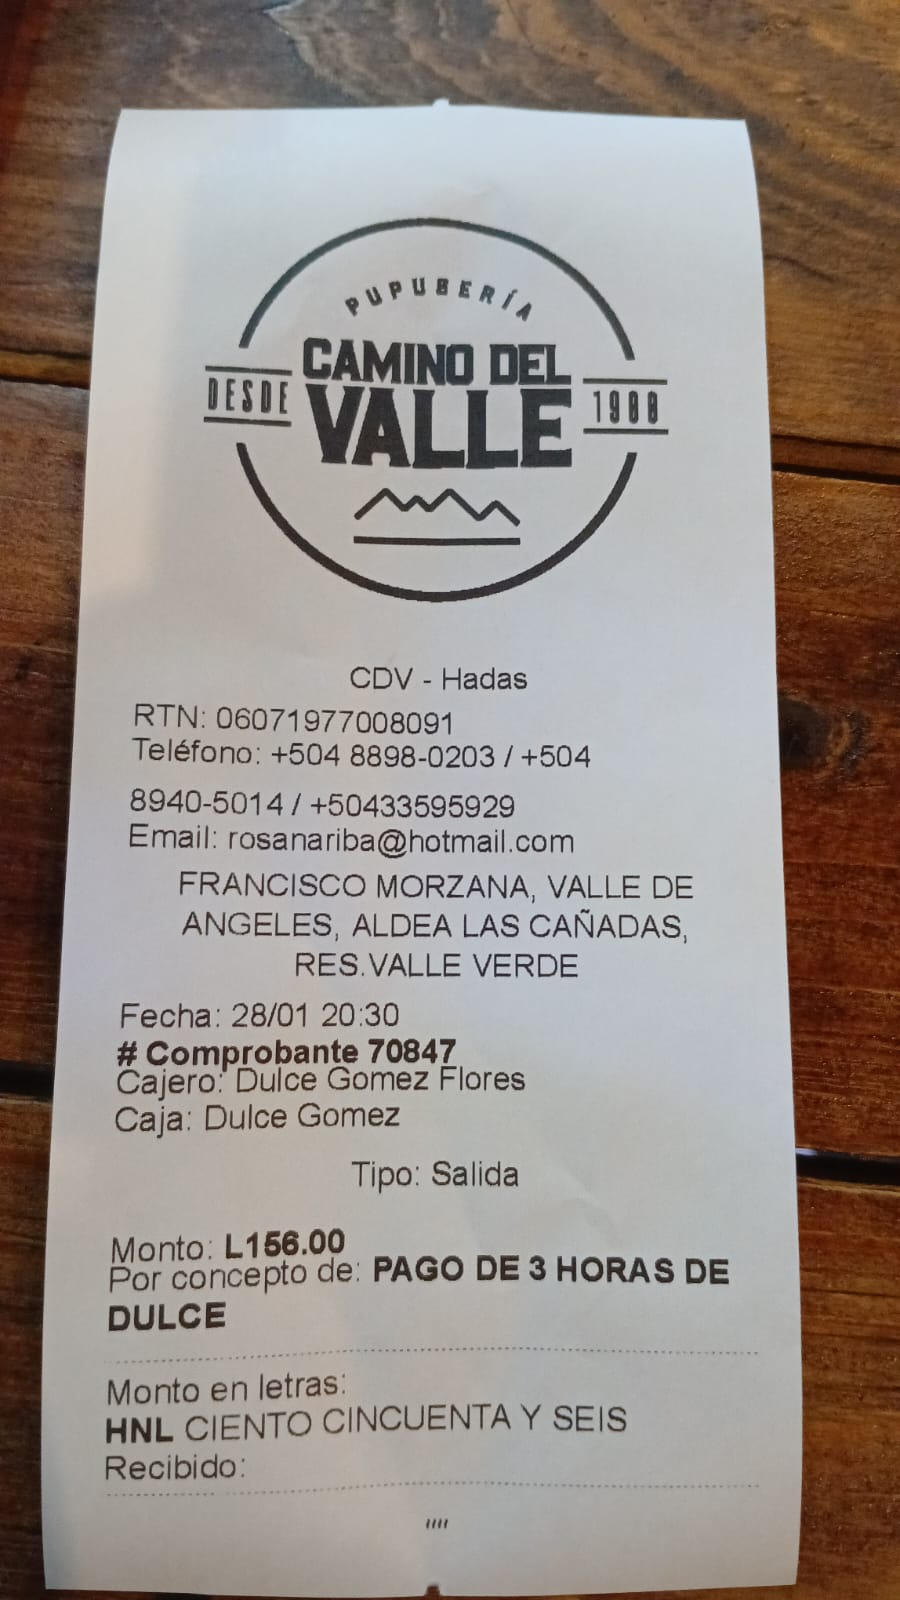 PUPUSERÍA
CAMINO DEL
VALLE
DESDE
1988
CDV - Hadas
RTN: 06071977008091
Teléfono: +504 8898-0203 / +504
8940-5014 / +50433595929
Email: rosanariba@hotmail.com
FRANCISCO MORZANA, VALLE DE
ANGELES, ALDEA LAS CAÑADAS,
RES.VALLE VERDE
Fecha: 28/01 20:30
# Comprobante 70847
Cajero: Dulce Gomez Flores
Caja: Dulce Gomez
Tipo: Salida
Monto: L156.00
Por concepto de: PAGO DE 3 HORAS DE
DULCE
Monto en letras:
HNL CIENTO CINCUENTA Y SEIS
Recibido:
////